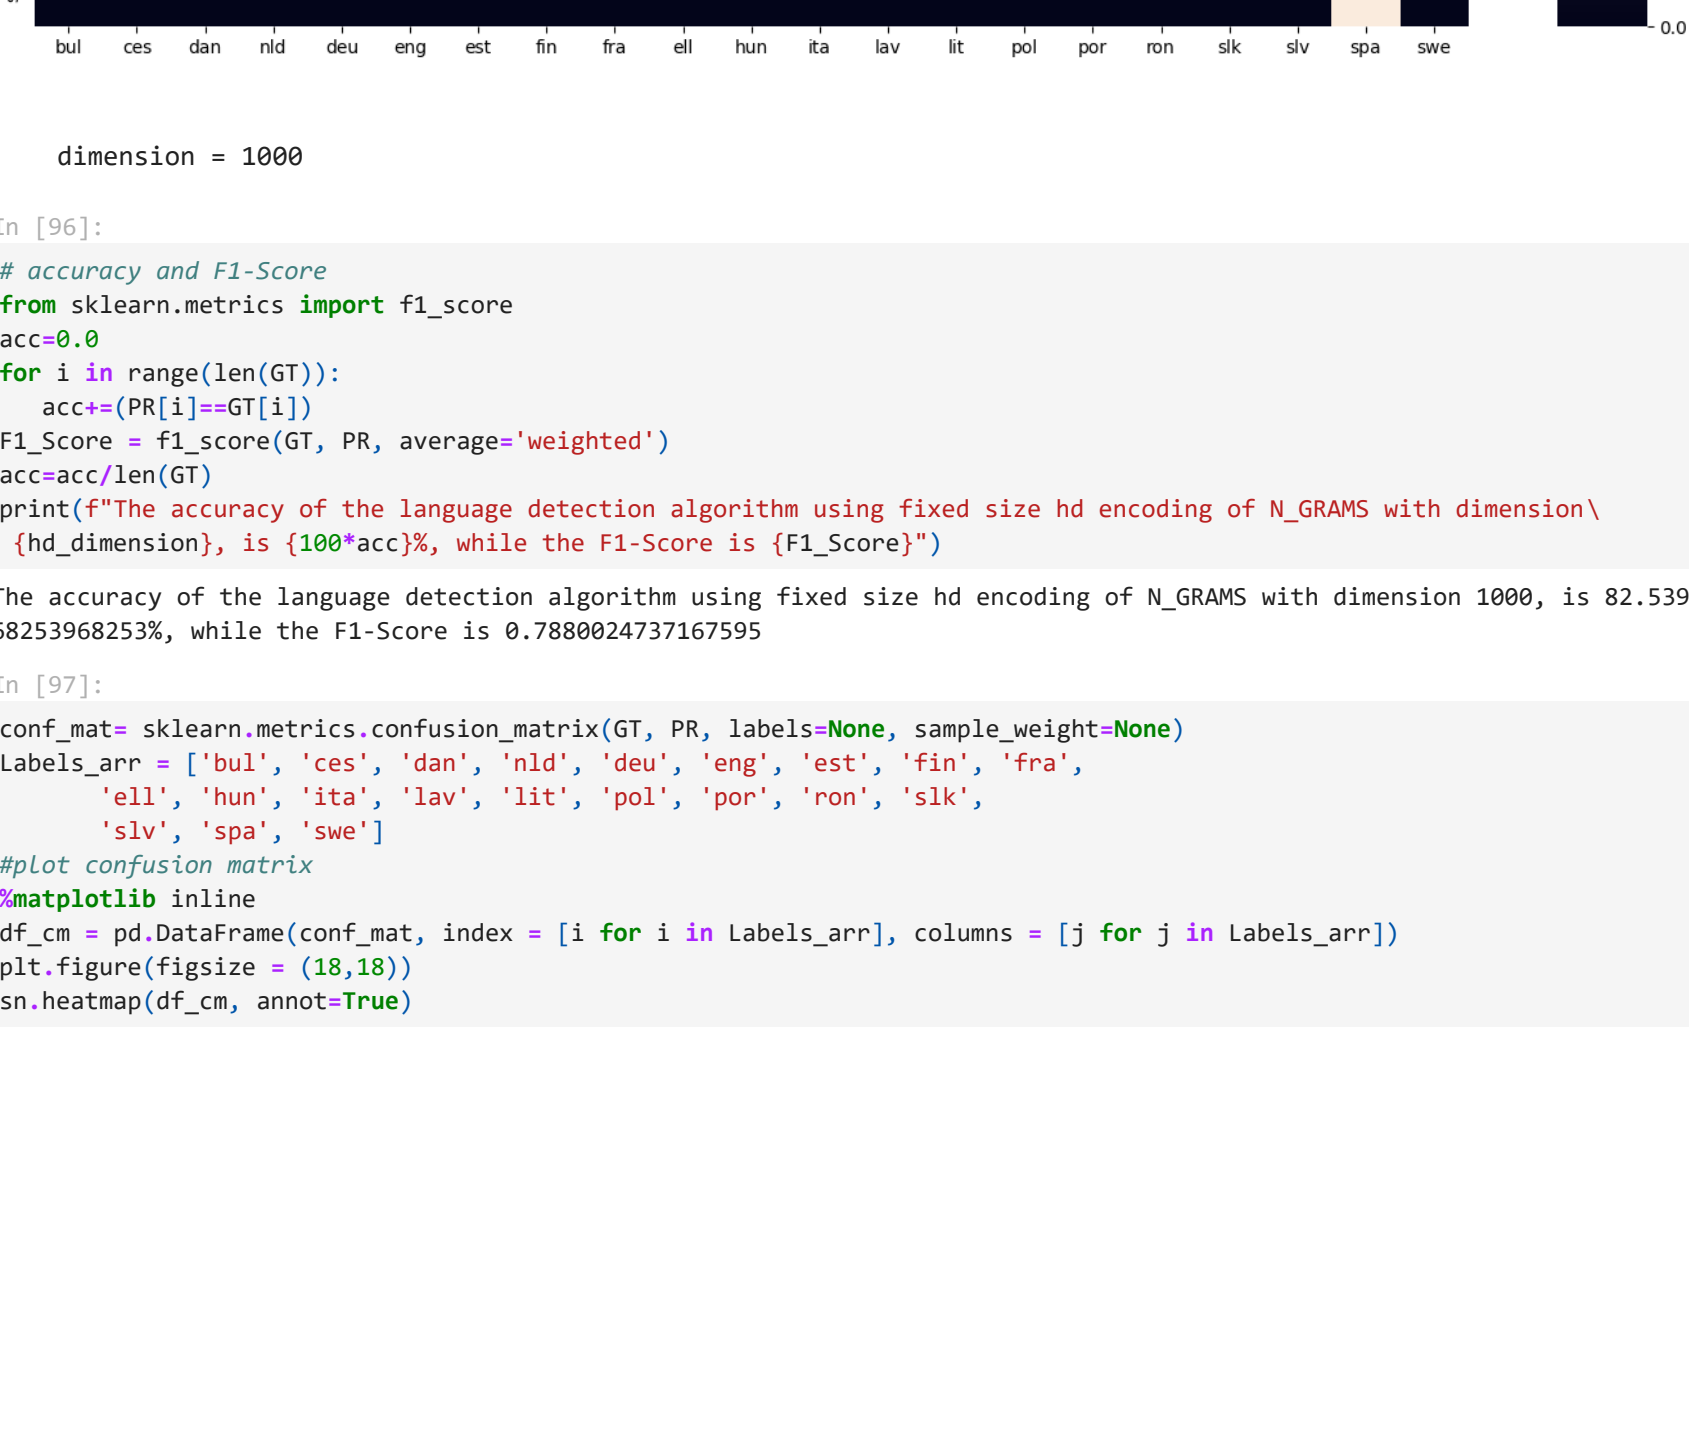 0.0
bul ces dan nld deu eng est fin fra ell hun ita lav lit pol por ron slk slv spa swe
dimension = 1000
In [96]:
# accuracy and F1-Score
from sklearn.metrics import f1_score
acc=0.0
for i in range(len(GT)):
   acc+=(PR[i]==GT[i])
F1_Score = f1_score(GT, PR, average='weighted')
acc=acc/len(GT)
print(f"The accuracy of the language detection algorithm using fixed size hd encoding of N_GRAMS with dimension\
 {hd_dimension}, is {100*acc}%, while the F1-Score is {F1_Score}")
The accuracy of the language detection algorithm using fixed size hd encoding of N_GRAMS with dimension 1000, is 82.539
68253968253%, while the F1-Score is 0.7880024737167595
In [97]:
conf_mat= sklearn.metrics.confusion_matrix(GT, PR, labels=None, sample_weight=None)
Labels_arr = ['bul', 'ces', 'dan', 'nld', 'deu', 'eng', 'est', 'fin', 'fra',
       'ell', 'hun', 'ita', 'lav', 'lit', 'pol', 'por', 'ron', 'slk',
       'slv', 'spa', 'swe']
#plot confusion matrix
%matplotlib inline
df_cm = pd.DataFrame(conf_mat, index = [i for i in Labels_arr], columns = [j for j in Labels_arr])
plt.figure(figsize = (18,18))
sn.heatmap(df_cm, annot=True)